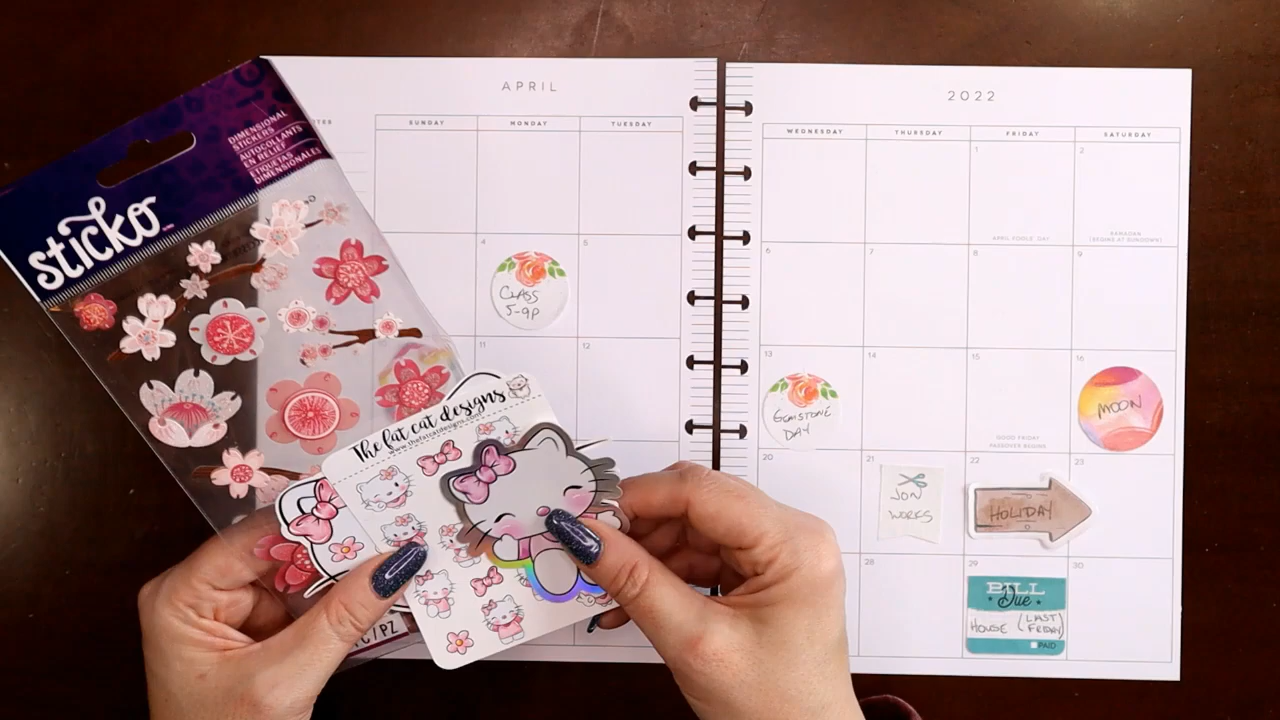 APRIL
2022
SUNDAY MONDAY TUESDAY
WEDNESDAY THURSDAY FRIDAY SATURDAY
1
2
APRIL FOOLS' DAY
RAMADAN
(BEGINS AT SUNDOWN)
4
5
6
7
8
9
CLASS
5-9P
11
12
13
14
15
16
GEMSTONE
DAY
GOOD FRIDAY
PASSOVER BEGINS
MOON
20
21
22
23
JON
WORKS
HOLIDAY
28
29
30
BILL
Due
HOUSE (LAST
FRIDAY)
PAID
DIMENSIONAL
STICKERS
AUTOCOLLANTS
EN RELIEF
ETIQUETAS
DIMENSIONALES
sticko
The fat cat designs
www.thefatcatdesigns.com